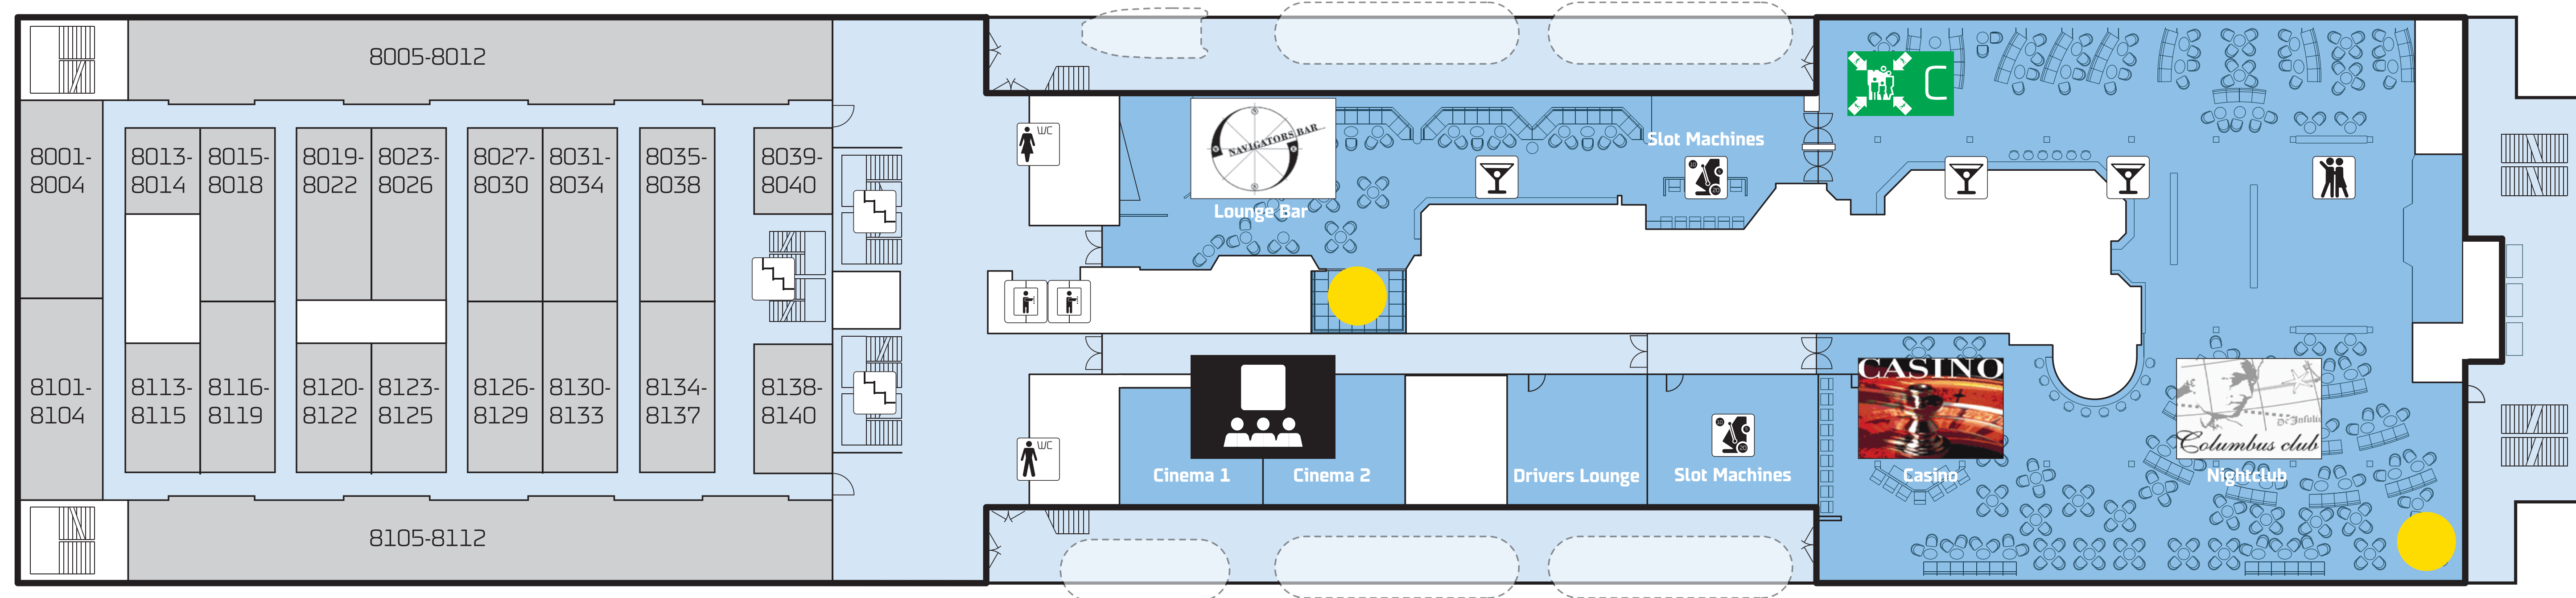 8005-8012
8001-
8004
8013-
8014
8015-
8018
8019-
8022
8023-
8026
8027-
8030
8031-
8034
8035-
8038
8039-
8040
8101-
8104
8113-
8115
8116-
8119
8120-
8122
8123-
8125
8126-
8129
8130-
8133
8134-
8137
8138-
8140
8105-8112
WC
NAVIGATORS BAR
Lounge Bar
Slot Machines
C
WC
Cinema 1
Cinema 2
Drivers Lounge
Slot Machines
CASINO
Casino
Columbus club
Nightclub